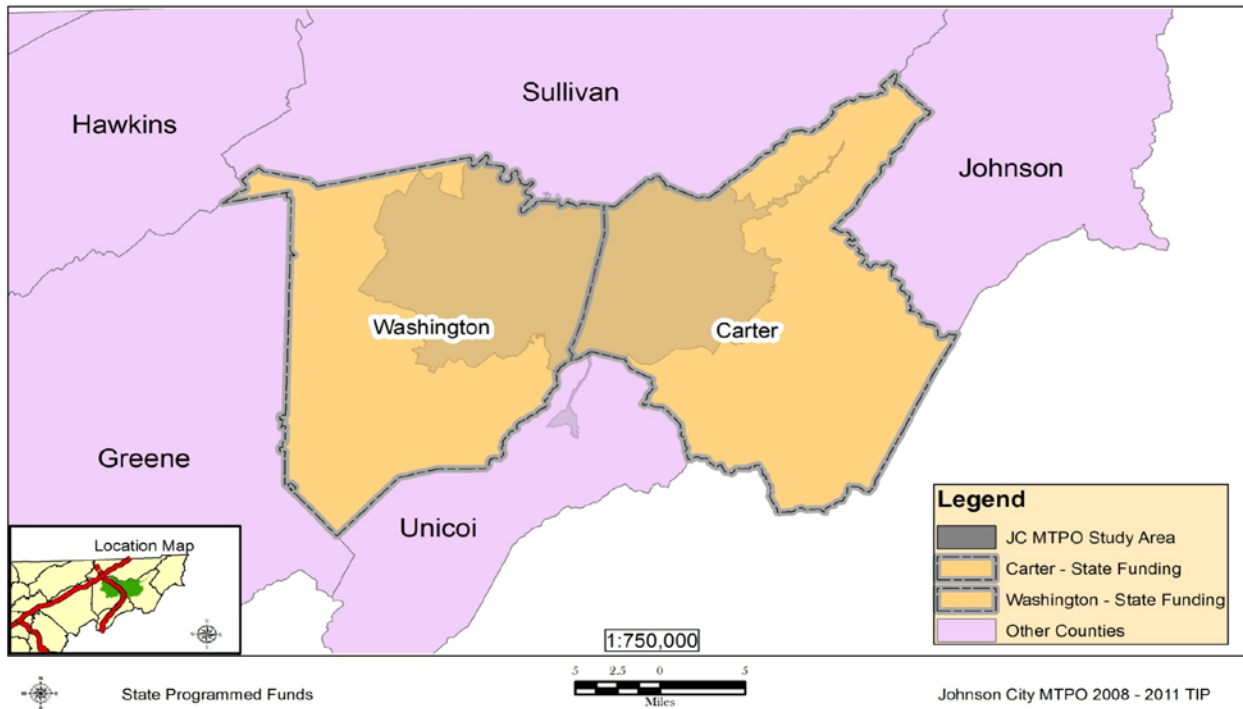 Sullivan
Hawkins
Johnson
Washington
Carter
Greene
Unicoi
Location Map
Legend
JC MTPO Study Area
Carter - State Funding
Washington - State Funding
Other Counties
1:750,000
5 2.5 0 5
Miles
State Programmed Funds
Johnson City MTPO 2008 - 2011 TIP